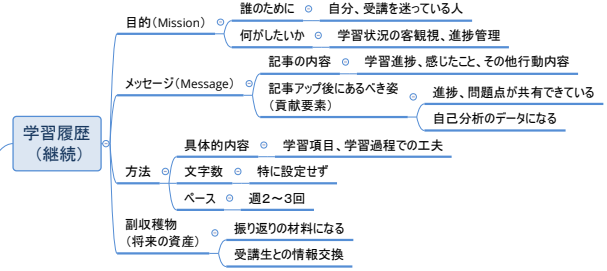 学習履歴
（継続）
目的（Mission）
誰のために
自分、受講を迷っている人
何がしたいか
学習状況の客観視、進捗管理
メッセージ（Message）
記事の内容
学習進捗、感じたこと、その他行動内容
記事アップ後にあるべき姿
（貢献要素）
進捗、問題点が共有できている
自己分析のデータになる
方法
具体的内容
学習項目、学習過程での工夫
文字数
特に設定せず
ペース
週２～３回
副収穫物
（将来の資産）
振り返りの材料になる
受講生との情報交換